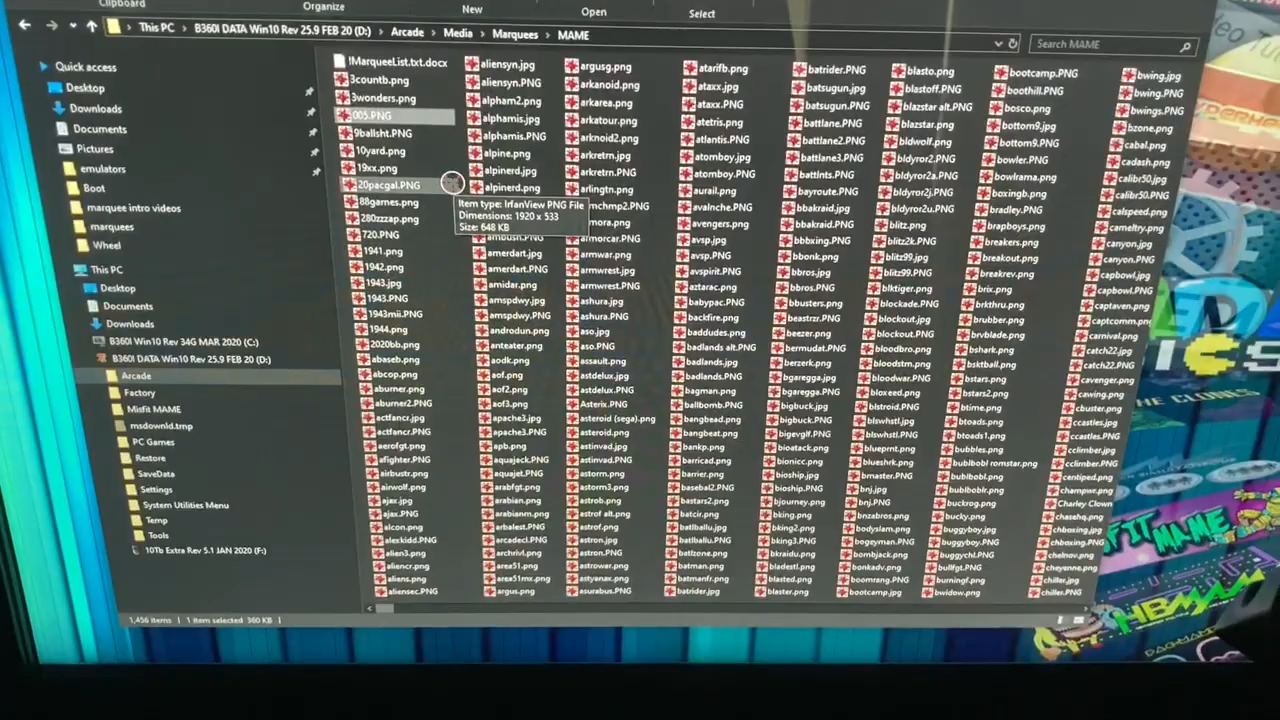 Clipboard
Organize
New
Open
Select
This PC > B360I DATA Win10 Rev 25.9 FEB 20 (D:) > Arcade > Media > Marquees > MAME
Search MAME
Quick access
Desktop
Downloads
Documents
Pictures
emulators
Boot
marquee intro videos
marquees
Wheel
This PC
Desktop
Documents
Downloads
B360I Win10 Rev 34G MAR 2020 (C:)
B360I DATA Win10 Rev 25.9 FEB 20 (D:)
Arcade
Factory
Misfit MAME
msdownld.tmp
PC Games
Restore
SaveData
Settings
System Utilities Menu
Temp
Tools
10Tb Extra Rev 5.1 JAN 2020 (F:)
!MarqueeList.txt.docx
3countb.png
3wonders.png
005.PNG
9ballsht.PNG
10yard.png
19xx.png
20pacgal.PNG
88games.png
280zzzap.png
720.PNG
1941.png
1942.png
1943.jpg
1943.PNG
1943mii.PNG
1944.png
2020bb.png
abaseb.png
abcop.png
aburner.png
aburner2.PNG
actfancr.jpg
actfancr.PNG
aerofgt.png
afighter.PNG
airbustr.png
airwolf.png
ajax.jpg
ajax.PNG
alcon.png
alexkidd.PNG
alien3.png
aliencr.png
aliens.png
aliensec.PNG
aliensyn.jpg
aliensyn.PNG
alpham2.png
alphamis.jpg
alphamis.PNG
alpine.png
alpinerd.jpg
alpinerd.png
Item type: IrfanView PNG File
Dimensions: 1920 x 533
Size: 648 KB
ambush.PNG
amerdart.jpg
amerdart.PNG
amidar.png
amspdwy.jpg
amspdwy.PNG
androdun.png
anteater.png
aodk.png
aof.png
aof2.png
aof3.png
apache3.jpg
apache3.PNG
apb.png
aquajack.PNG
aquajet.PNG
arabfgt.png
arabian.png
arabianm.png
arbalest.PNG
arcadecl.PNG
archrivl.png
area51.png
area51mx.png
argus.png
argusg.png
arkanoid.png
arkarea.png
arkatour.png
arknoid2.png
arkretrn.jpg
arkretrn.PNG
arlingtn.png
mchmp2.PNG
mora.png
armorcar.PNG
armwar.png
armwrest.jpg
armwrest.PNG
ashura.jpg
ashura.PNG
aso.jpg
aso.PNG
assault.png
astdelux.jpg
astdelux.PNG
Asterix.PNG
asteroid (sega).png
asteroid.png
astinvad.jpg
astinvad.PNG
astorm.png
astorm3.png
astrob.png
astrof alt.png
astrof.png
astron.jpg
astron.PNG
astrowar.png
astyanax.png
asurabus.PNG
atarifb.png
ataxx.jpg
ataxx.PNG
atetris.png
atlantis.PNG
atomboy.jpg
atomboy.PNG
aurail.png
avalnche.PNG
avengers.png
avsp.jpg
avsp.PNG
avspirit.PNG
aztarac.png
babypac.PNG
backfire.png
baddudes.png
badlands alt.PNG
badlands.jpg
badlands.PNG
bagman.png
ballbomb.PNG
bangbead.png
bangbeat.png
bankp.png
barricad.png
basebal2.PNG
bastars2.png
batcir.png
batlballu.jpg
batlballu.PNG
batlzone.png
batman.png
batmanfr.png
batrider.jpg
batrider.PNG
batsugun.jpg
batsugun.PNG
battlane.PNG
battlane2.PNG
battlane3.PNG
battlnts.PNG
bayroute.PNG
bbakraid.jpg
bbakraid.PNG
bbbxing.PNG
bbonk.png
bbros.jpg
bbros.PNG
bbusters.png
beastrzr.PNG
beezer.png
bermudat.PNG
berzerk.png
bgaregga.jpg
bgaregga.PNG
bigbuck.jpg
bigbuck.PNG
bigevglf.PNG
bioatack.png
bionicc.png
bioship.jpg
bioship.PNG
bjourney.png
bking.png
bking2.png
bking3.PNG
bkraidu.png
bladestl.png
blasted.png
blaster.png
blasto.png
blastoff.PNG
blazstar alt.PNG
blazstar.png
bldwolf.png
bldyror2.PNG
bldyror2a.png
bldyror2j.png
bldyror2u.png
blitz.png
blitz2k.PNG
blitz99.jpg
blitz99.PNG
blktiger.png
blockade.PNG
blockout.jpg
blockout.PNG
bloodbro.png
bloodstm.png
bloodwar.PNG
bloxeed.png
blstroid.PNG
blswhstl.jpg
blswhstl.PNG
blueprnt.png
blueshrk.png
bmaster.PNG
bnj.jpg
bnj.PNG
bnzabros.png
bodyslam.png
bogeyman.PNG
bombjack.png
bonkadv.png
boomrang.PNG
bootcamp.jpg
bootcamp.PNG
boothill.PNG
bosco.png
bottom9.jpg
bottom9.PNG
bowler.PNG
bowlrama.png
boxingb.png
bradley.PNG
brapboys.png
breakers.png
breakout.png
breakrev.png
brix.png
brkthru.png
brubber.png
brvblade.png
bshark.png
bsktball.png
bstars.png
bstars2.png
btime.png
btoads.png
btoads1.png
bubbles.png
bublbobl romstar.png
bublbobl.png
bublboblr.png
buckrog.png
bucky.png
buggyboy.jpg
buggyboy.PNG
buggychl.PNG
bullfgt.PNG
burningf.png
bwidow.png
bwing.jpg
bwing.PNG
bwings.PNG
bzone.png
cabal.png
cadash.png
calibr50.jpg
calibr50.PNG
calspeed.png
cameltry.png
canyon.jpg
canyon.PNG
capbowl.jpg
capbowl.PNG
captaven.png
captcomm.png
carnival.png
catch22.jpg
catch22.PNG
cavenger.png
cawing.png
cbuster.png
ccastles.jpg
ccastles.PNG
cclimber.jpg
cclimber.PNG
centiped.png
champwr.png
Charley Clown
chasehq.png
chboxing.jpg
chboxing.PNG
chelnov.png
cheyenne.png
chiller.jpg
chiller.PNG
1,456 items | 1 item selected 360 KB
HE CLONES
MAME
HBMAM